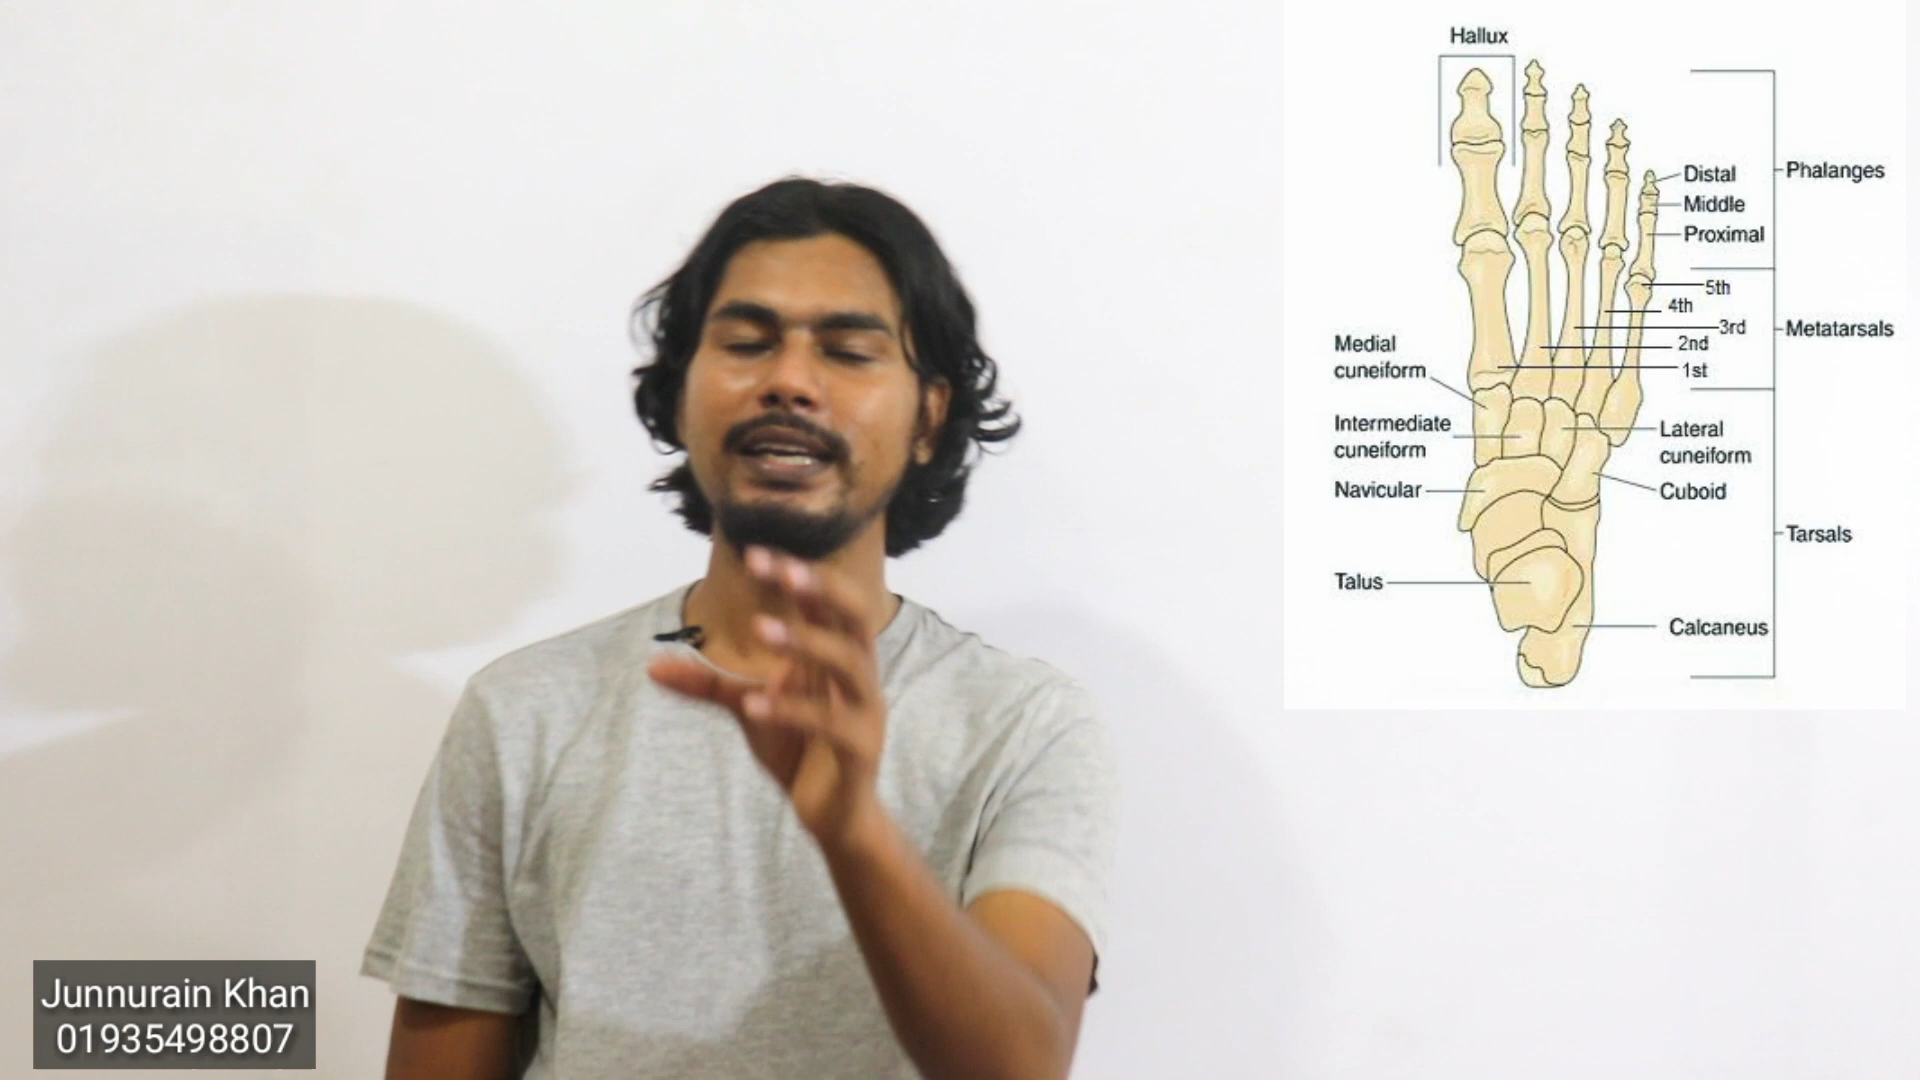 Hallux
Distal
Middle
Proximal
Phalanges
5th
4th
3rd
2nd
1st
Metatarsals
Medial
cuneiform
Intermediate
cuneiform
Navicular
Lateral
cuneiform
Cuboid
Tarsals
Talus
Calcaneus
Junnurain Khan
01935498807